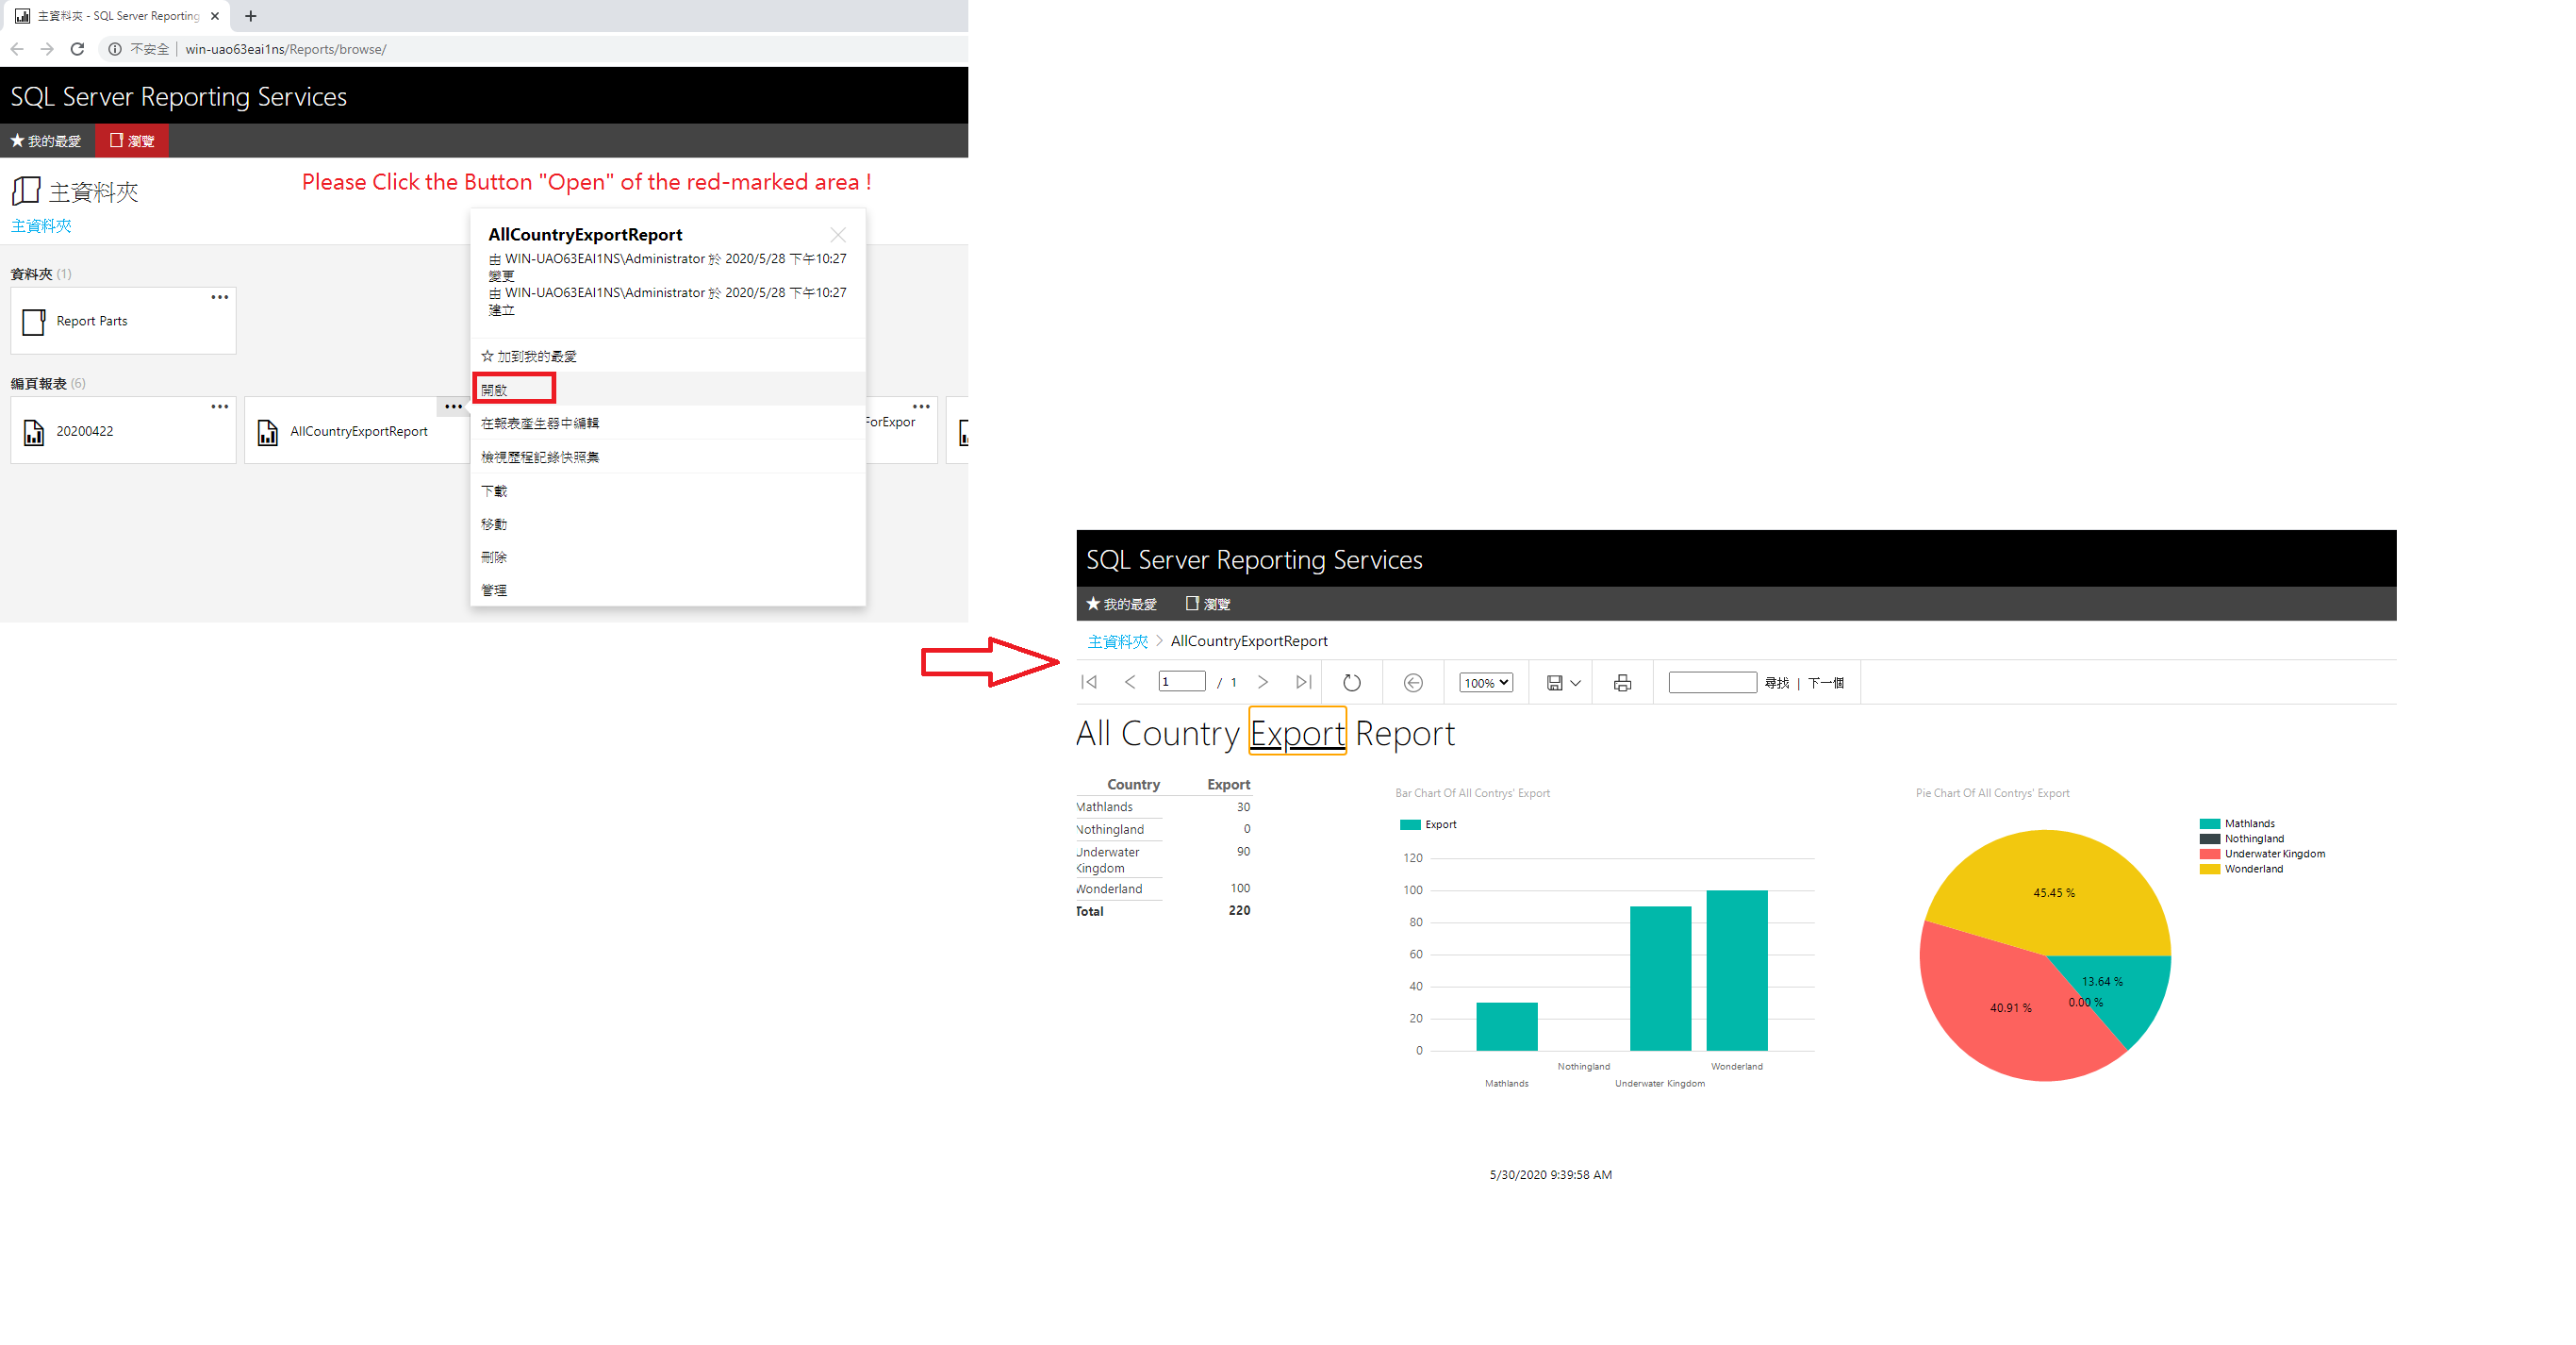 主資料夾 - SQL Server Reporting
不安全 | win-uao63eai1ns/Reports/browse/
SQL Server Reporting Services
我的最愛 瀏覽
主資料夾
Please Click the Button "Open" of the red-marked area !
主資料夾
資料夾 (1)
Report Parts
編頁報表 (6)
20200422
AllCountryExportReport
ForExpor
AllCountryExportReport
由 WIN-UAO63EAI1NS\Administrator 於 2020/5/28 下午10:27
變更
由 WIN-UAO63EAI1NS\Administrator 於 2020/5/28 下午10:27
建立
加到我的最愛
開啟
在報表產生器中編輯
檢視歷程記錄快照集
下載
移動
刪除
管理
SQL Server Reporting Services
我的最愛 瀏覽
主資料夾 > AllCountryExportReport
1 / 1 100% 尋找 | 下一個
All Country Export Report
Country Export
Mathlands 30
Nothingland 0
Underwater 90
Kingdom
Wonderland 100
Total 220
Bar Chart Of All Contrys' Export
Export
120
100
80
60
40
20
0
Nothingland Wonderland
Mathlands Underwater Kingdom
Pie Chart Of All Contrys' Export
Mathlands
Nothingland
Underwater Kingdom
Wonderland
45.45 %
13.64 %
0.00 %
40.91 %
5/30/2020 9:39:58 AM